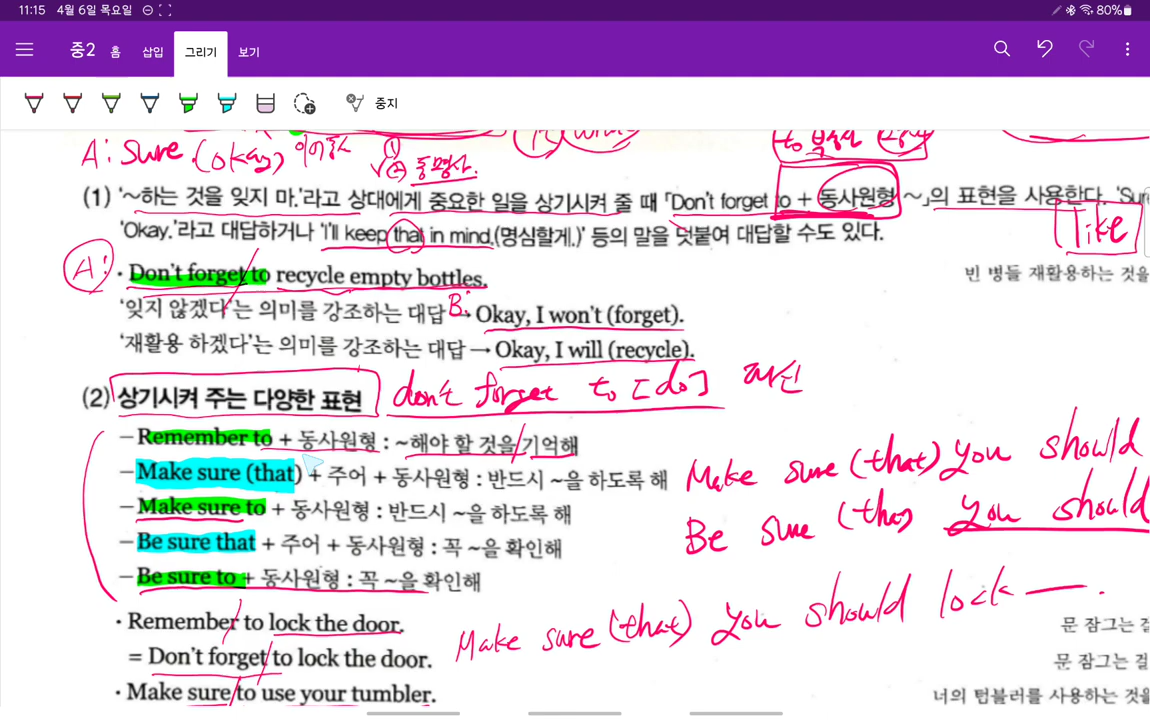 11:15 4월 6일 목요일 80%
중2 홈 삽입 그리기 보기
중지
A: Sure. (okay)
① ② 동명사.
(1) '~하는 것을 잊지 마.'라고 상대에게 중요한 일을 상기시켜 줄 때 「Don't forget to + 동사원형 ~」의 표현을 사용한다. 'Sur
'Okay.'라고 대답하거나 'I'll keep that in mind.(명심할게.)' 등의 말을 덧붙여 대답할 수도 있다.
like
A: · Don't forget to recycle empty bottles. 빈 병들 재활용하는 것을
'잊지 않겠다'는 의미를 강조하는 대답 B: → Okay, I won't (forget).
'재활용 하겠다'는 의미를 강조하는 대답 → Okay, I will (recycle).
(2) 상기시켜 주는 다양한 표현 don't forget to [do]
– Remember to + 동사원형 : ~해야 할 것을 기억해
– Make sure (that) + 주어 + 동사원형 : 반드시 ~을 하도록 해 Make sure (that) you should
– Make sure to + 동사원형 : 반드시 ~을 하도록 해 Be sure (that) you should
– Be sure that + 주어 + 동사원형 : 꼭 ~을 확인해
– Be sure to + 동사원형 : 꼭 ~을 확인해
· Remember to lock the door. 문 잠그는 걸
Make sure (that) you should lock
= Don't forget to lock the door. 문 잠그는 걸
· Make sure to use your tumbler. 너의 텀블러를 사용하는 것을